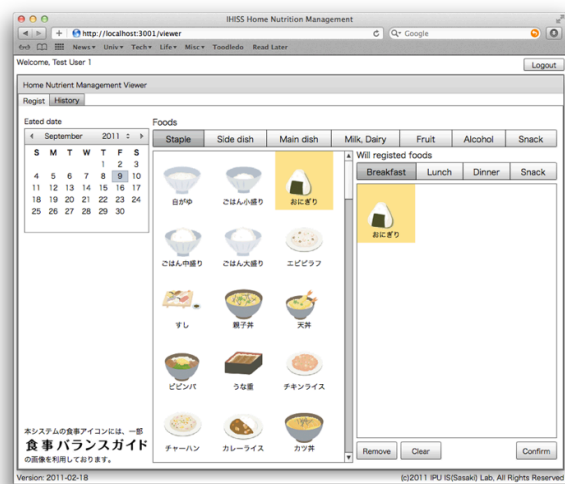 IHISS Home Nutrition Management
http://localhost:3001/viewer
Google
News▾ Univ▾ Tech▾ Life▾ Misc▾ Toodledo Read Later
Welcome, Test User 1
Logout
Home Nutrient Management Viewer
Regist History
Eated date
September 2011
S M T W T F S
1 2 3
4 5 6 7 8 9 10
11 12 13 14 15 16 17
18 19 20 21 22 23 24
25 26 27 28 29 30
Foods
Staple Side dish Main dish Milk, Dairy Fruit Alcohol Snack
白がゆ ごはん小盛り おにぎり
ごはん中盛り ごはん大盛り エビピラフ
すし 親子丼 天丼
ビビンバ うな重 チキンライス
チャーハン カレーライス カツ丼
Will registed foods
Breakfast Lunch Dinner Snack
おにぎり
Remove Clear Confirm
本システムの食事アイコンには、一部
食事バランスガイド
の画像を利用しております。
Version: 2011-02-18
(c)2011 IPU IS(Sasaki) Lab, All Rights Reserved